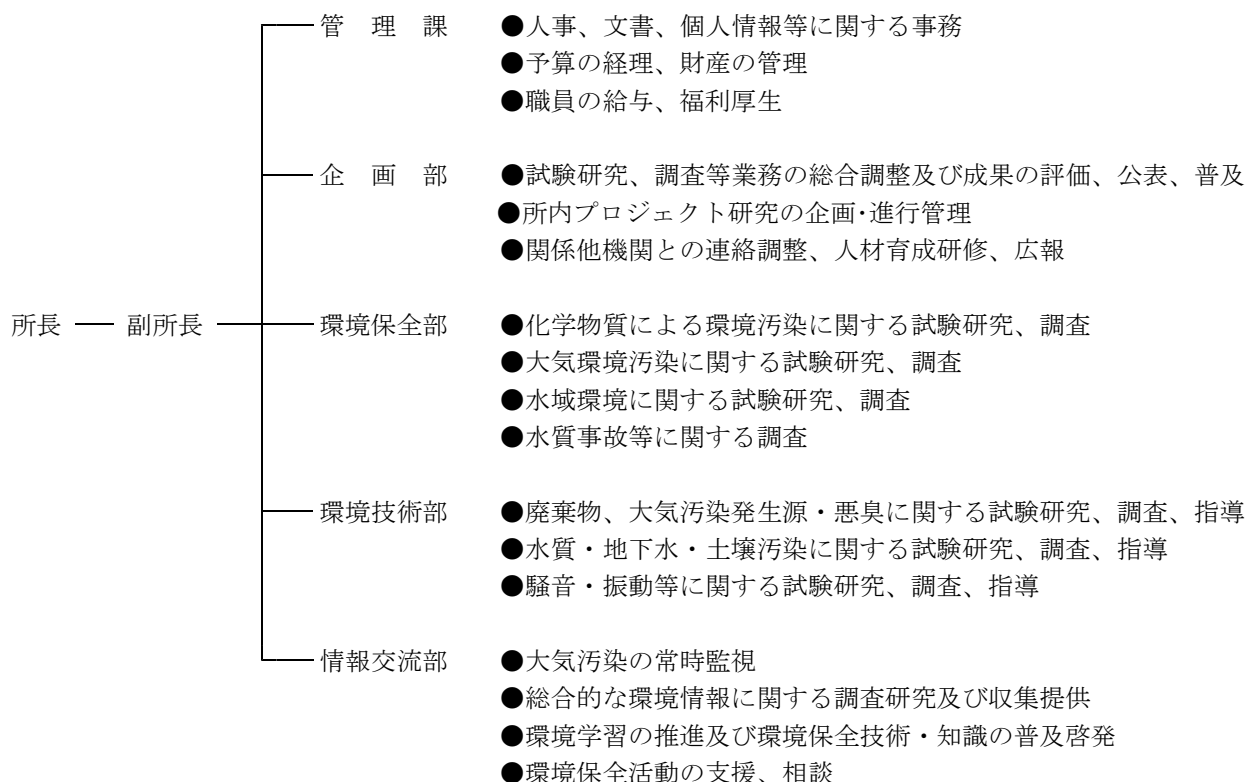 管　理　課　●人事、文書、個人情報等に関する事務
●予算の経理、財産の管理
●職員の給与、福利厚生
企　画　部　●試験研究、調査等業務の総合調整及び成果の評価、公表、普及
●所内プロジェクト研究の企画･進行管理
●関係他機関との連絡調整、人材育成研修、広報
所長　副所長　環境保全部　●化学物質による環境汚染に関する試験研究、調査
●大気環境汚染に関する試験研究、調査
●水域環境に関する試験研究、調査
●水質事故等に関する調査
環境技術部　●廃棄物、大気汚染発生源・悪臭に関する試験研究、調査、指導
●水質・地下水・土壌汚染に関する試験研究、調査、指導
●騒音・振動等に関する試験研究、調査、指導
情報交流部　●大気汚染の常時監視
●総合的な環境情報に関する調査研究及び収集提供
●環境学習の推進及び環境保全技術・知識の普及啓発
●環境保全活動の支援、相談